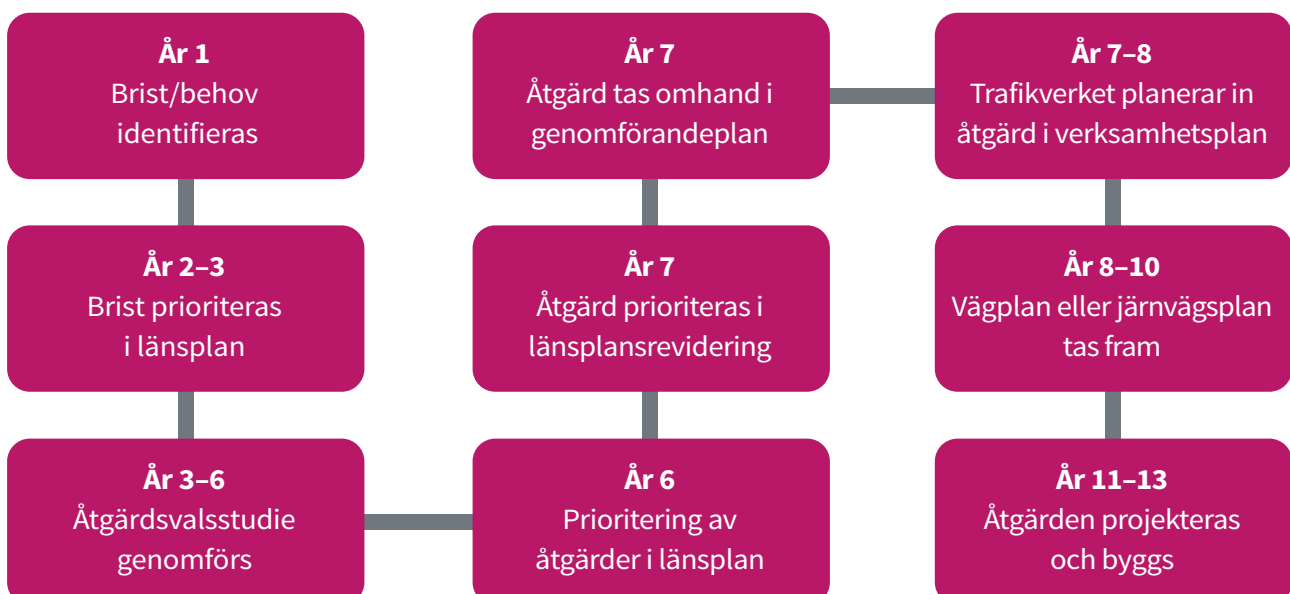 År 1
Brist/behov
identifieras
År 2–3
Brist prioriteras
i länsplan
År 3–6
Åtgärdsvalsstudie
genomförs
År 6
Prioritering av
åtgärder i länsplan
År 7
Åtgärd prioriteras i
länsplansrevidering
År 7
Åtgärd tas omhand i
genomförandeplan
År 7–8
Trafikverket planerar in
åtgärd i verksamhetsplan
År 8–10
Vägplan eller järnvägsplan
tas fram
År 11–13
Åtgärden projekteras
och byggs